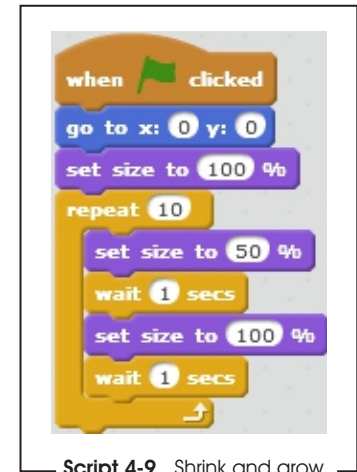 when clicked
go to x: 0 y: 0
set size to 100 %
repeat 10
set size to 50 %
wait 1 secs
set size to 100 %
wait 1 secs
Script 4-9 Shrink and grow